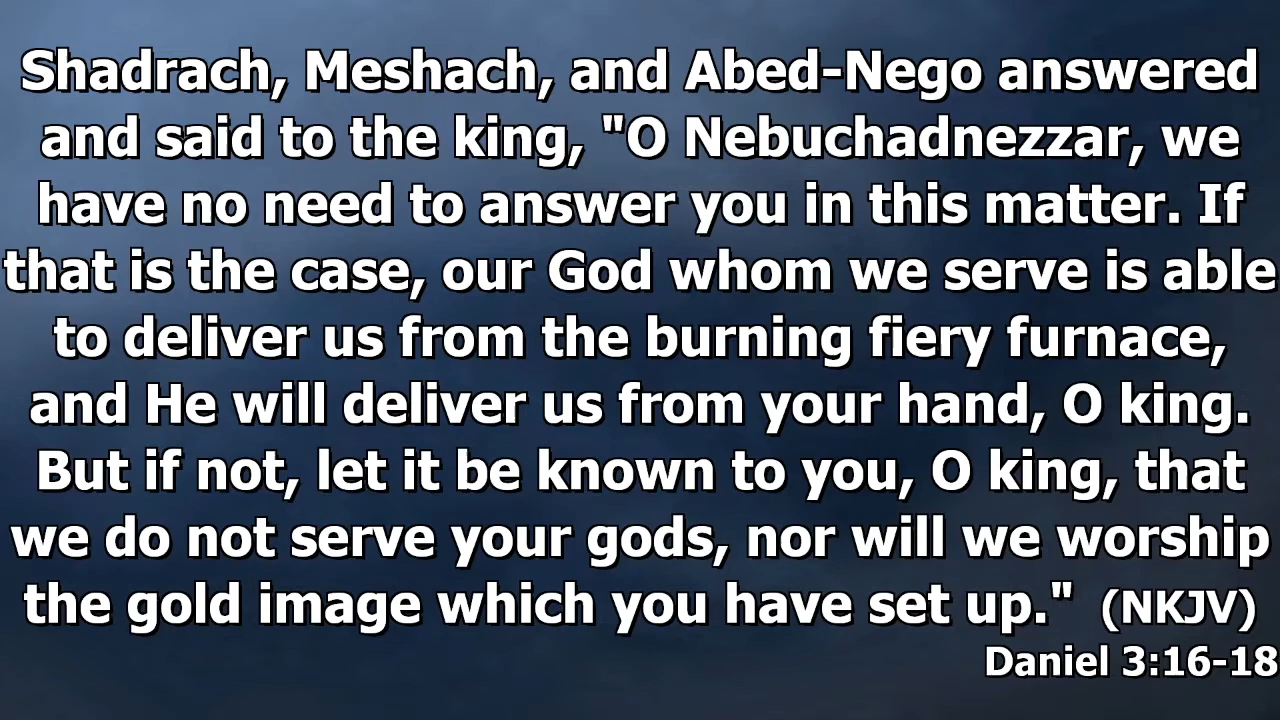 Shadrach, Meshach, and Abed-Nego answered
and said to the king, "O Nebuchadnezzar, we
have no need to answer you in this matter. If
that is the case, our God whom we serve is able
to deliver us from the burning fiery furnace,
and He will deliver us from your hand, O king.
But if not, let it be known to you, O king, that
we do not serve your gods, nor will we worship
the gold image which you have set up." (NKJV)
Daniel 3:16-18